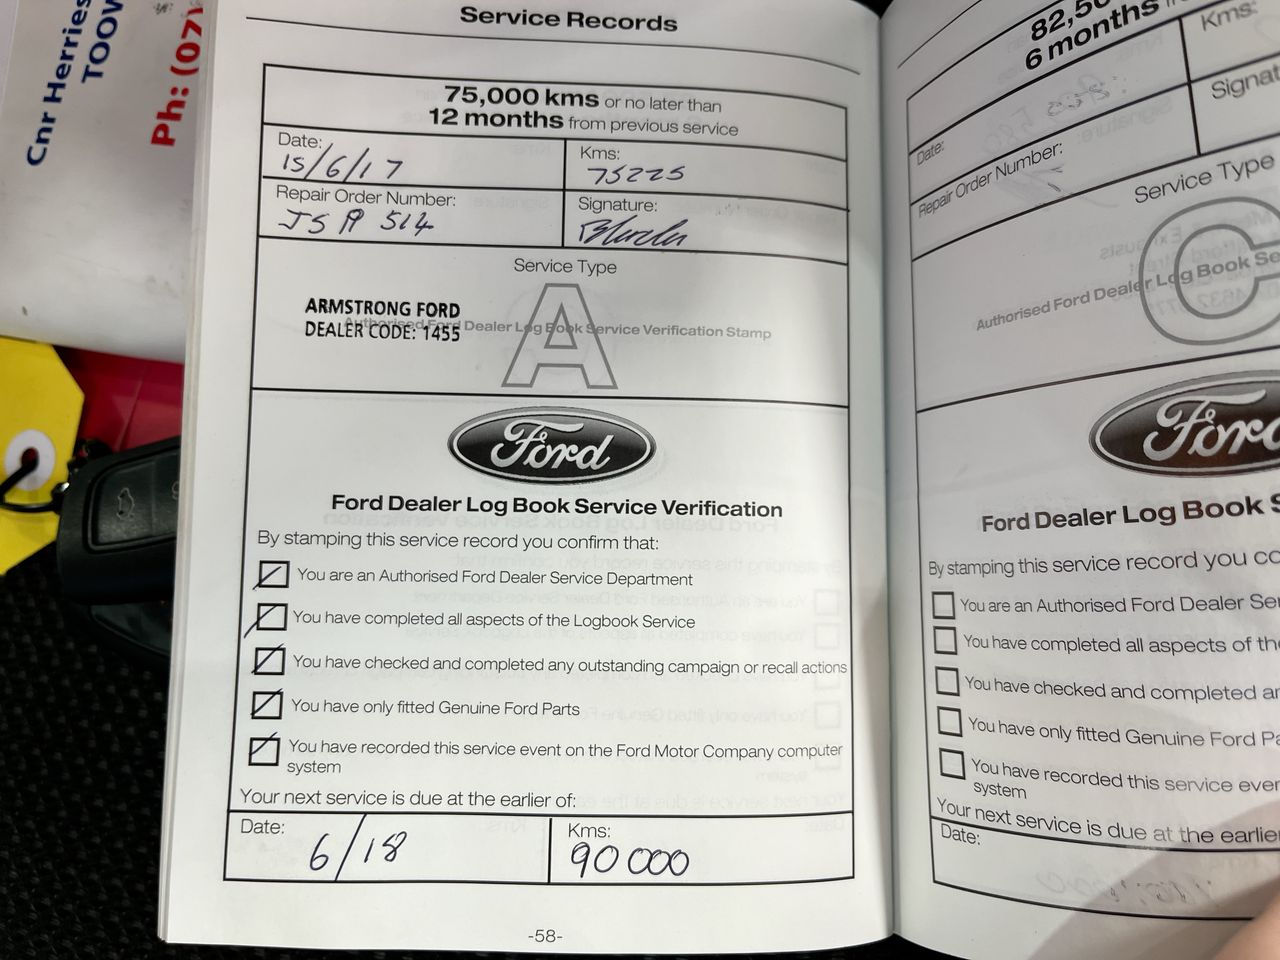 Cnr Herries
TOOW
Ph: (07)
Service Records
75,000 kms or no later than
12 months from previous service
Date:
15/6/17
Kms:
75225
Repair Order Number:
Signature:
Service Type
A
ARMSTRONG FORD
DEALER CODE: 1455
Authorised Ford Dealer Log Book Service Verification Stamp
Ford
Ford Dealer Log Book Service Verification
By stamping this service record you confirm that:
You are an Authorised Ford Dealer Service Department
You have completed all aspects of the Logbook Service
You have checked and completed any outstanding campaign or recall actions
You have only fitted Genuine Ford Parts
You have recorded this service event on the Ford Motor Company computer
system
Your next service is due at the earlier of:
Date:
6/18
Kms:
90 000
-58-
82,50
6 months
Kms:
Date:
Signat
Repair Order Number:
Service Type
C
Authorised Ford Dealer Log Book Se
Ford
Ford Dealer Log Book S
By stamping this service record you co
You are an Authorised Ford Dealer Ser
You have completed all aspects of th
You have checked and completed an
You have only fitted Genuine Ford Pa
You have recorded this service ever
system
Your next service is due at the earlier
Date: